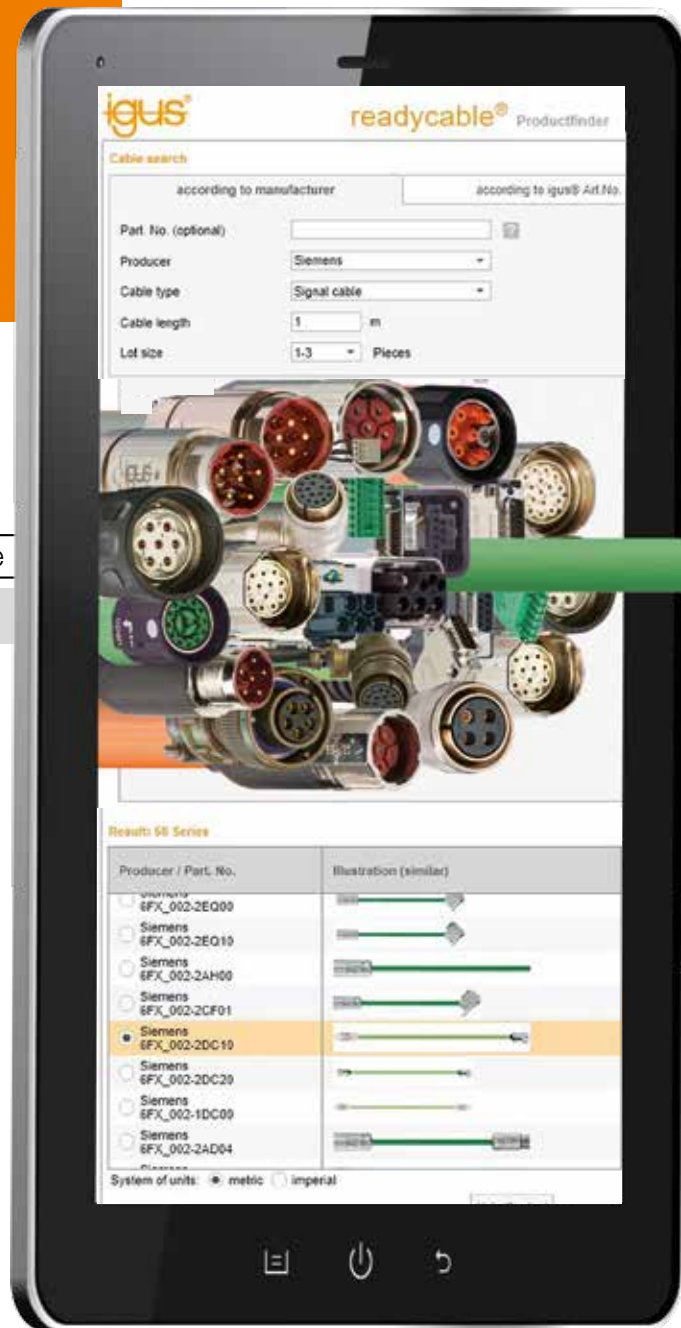 igus®
readycable® Productfinder
Cable search
according to manufacturer
according to igus® Art.No.
Part. No. (optional)
?
Producer
Siemens
Cable type
Signal cable
Cable length
1 m
Lot size
1-3 Pieces
igus
e
Result: 66 Series
Producer / Part. No.
Illustration (similar)
Siemens
6FX_002-2EQ00
Siemens
6FX_002-2EQ10
Siemens
6FX_002-2AH00
Siemens
6FX_002-2CF01
Siemens
6FX_002-2DC10
Siemens
6FX_002-2DC20
Siemens
6FX_002-1DC00
Siemens
6FX_002-2AD04
System of units: metric imperial